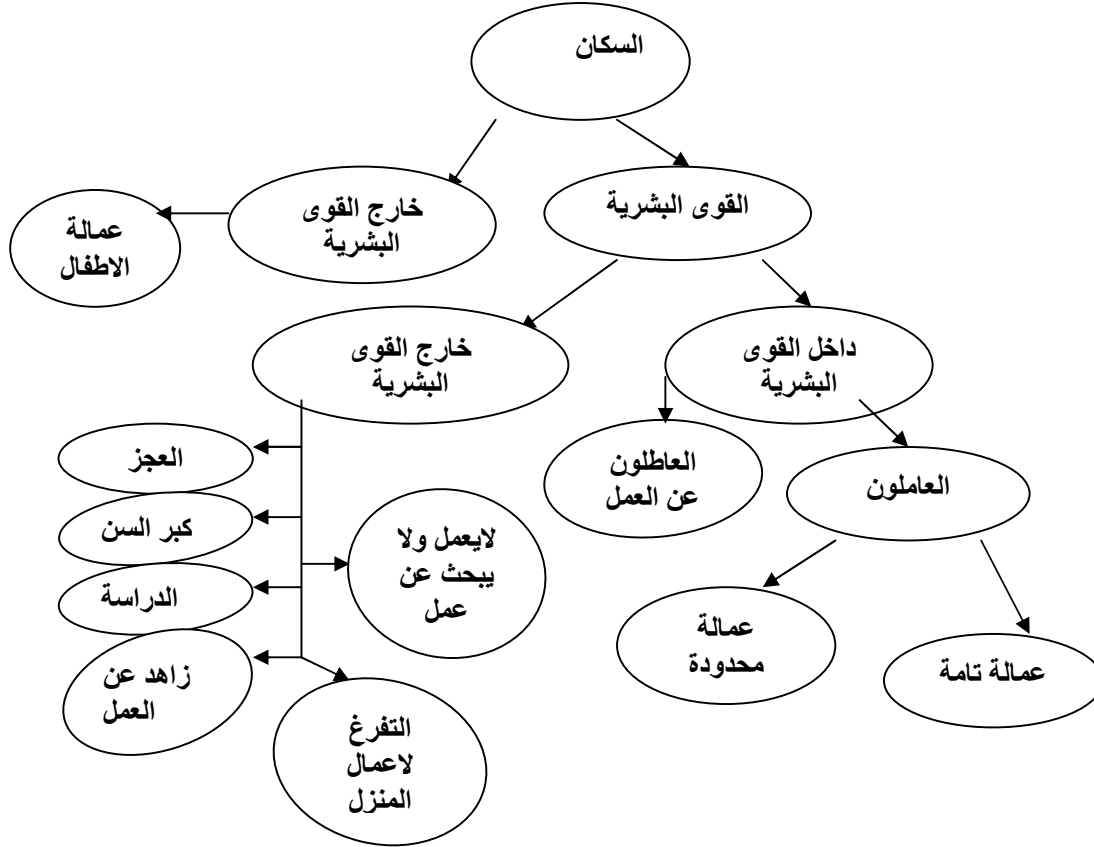 السكان
القوى البشرية
خارج القوى
البشرية
عمالة
الاطفال
داخل القوى
البشرية
خارج القوى
البشرية
العاطلون
عن العمل
العاملون
العجز
كبر السن
الدراسة
زاهد عن
العمل
لايعمل ولا
يبحث عن
عمل
التفرغ
لاعمال
المنزل
عمالة
محدودة
عمالة تامة